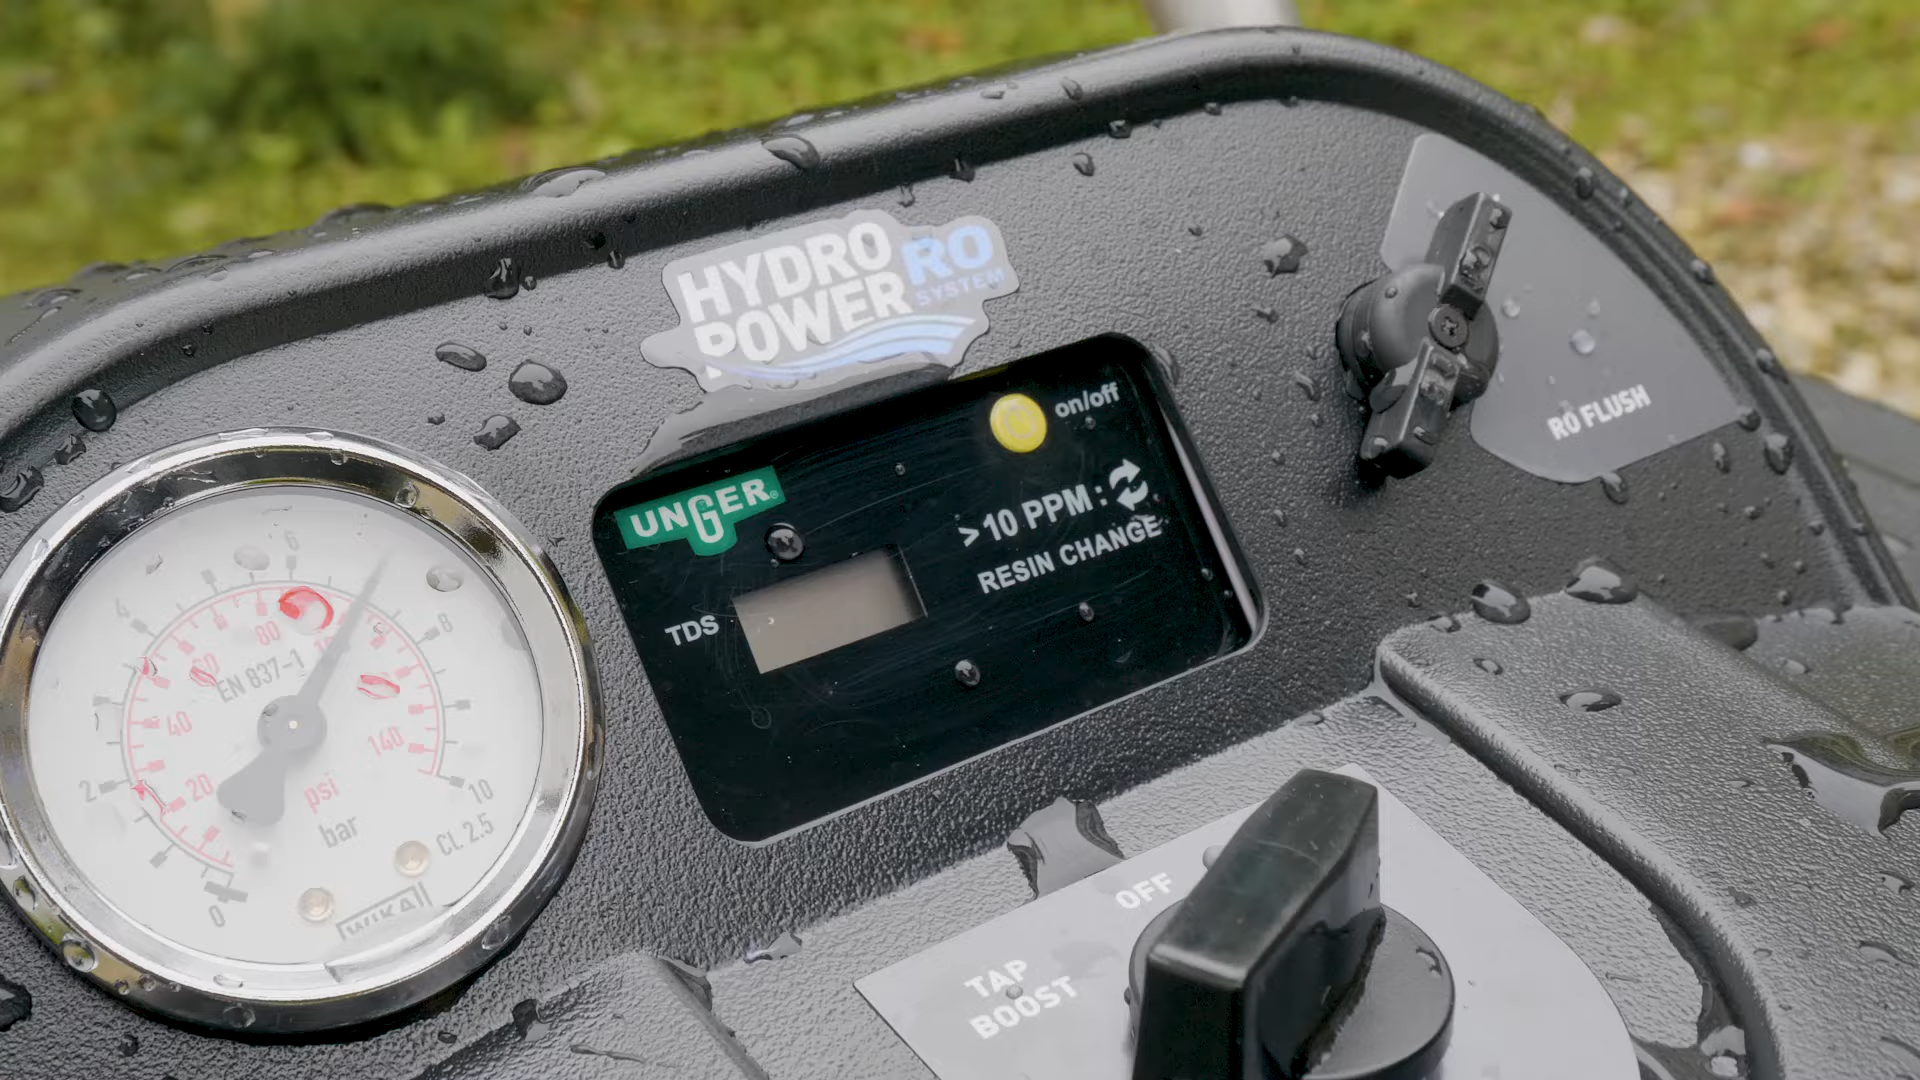 HYDRO
POWER
RO
SYSTEM
on/off
UNGER®
> 10 PPM :
RESIN CHANGE
TDS
RO FLUSH
4
6
8
60
80
EN 837-1
40
140
2
20
psi
10
bar
CL 2.5
0
WIKA
OFF
TAP
BOOST